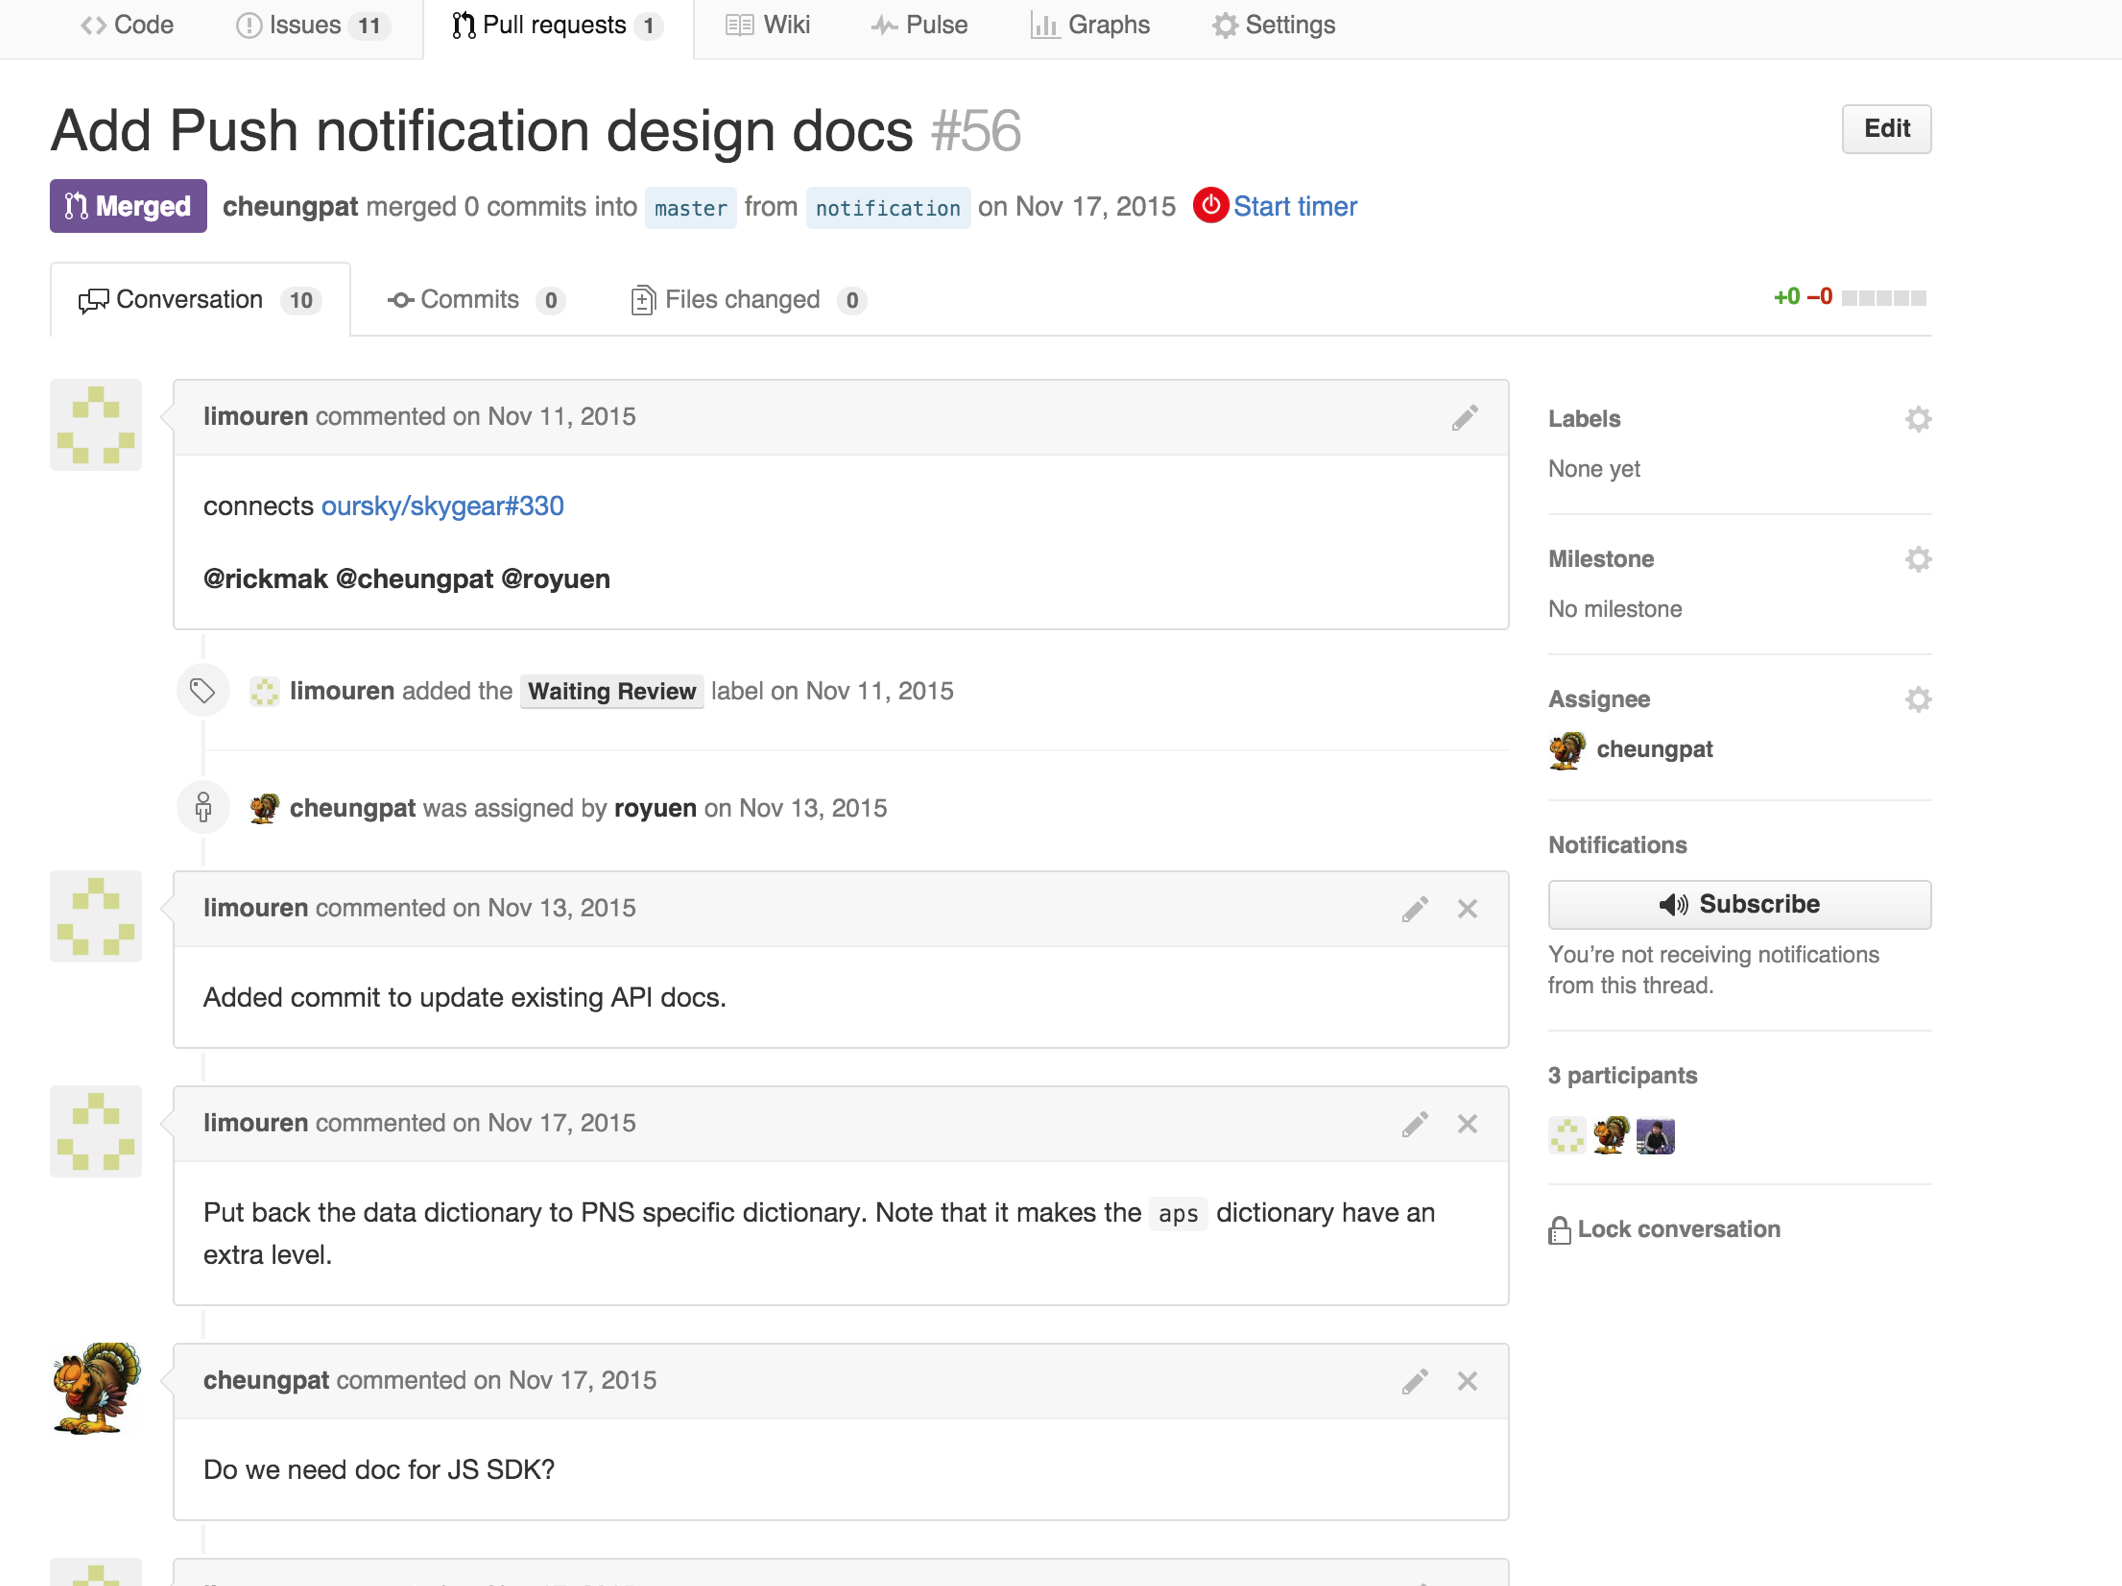 Code Issues 11 Pull requests 1 Wiki Pulse Graphs Settings
Add Push notification design docs #56
Edit
Merged cheungpat merged 0 commits into master from notification on Nov 17, 2015 Start timer
Conversation 10 Commits 0 Files changed 0
+0 −0
limouren commented on Nov 11, 2015
connects oursky/skygear#330
@rickmak @cheungpat @royuen
limouren added the Waiting Review label on Nov 11, 2015
cheungpat was assigned by royuen on Nov 13, 2015
limouren commented on Nov 13, 2015
Added commit to update existing API docs.
limouren commented on Nov 17, 2015
Put back the data dictionary to PNS specific dictionary. Note that it makes the aps dictionary have an
extra level.
cheungpat commented on Nov 17, 2015
Do we need doc for JS SDK?
Labels
None yet
Milestone
No milestone
Assignee
cheungpat
Notifications
Subscribe
You’re not receiving notifications
from this thread.
3 participants
Lock conversation